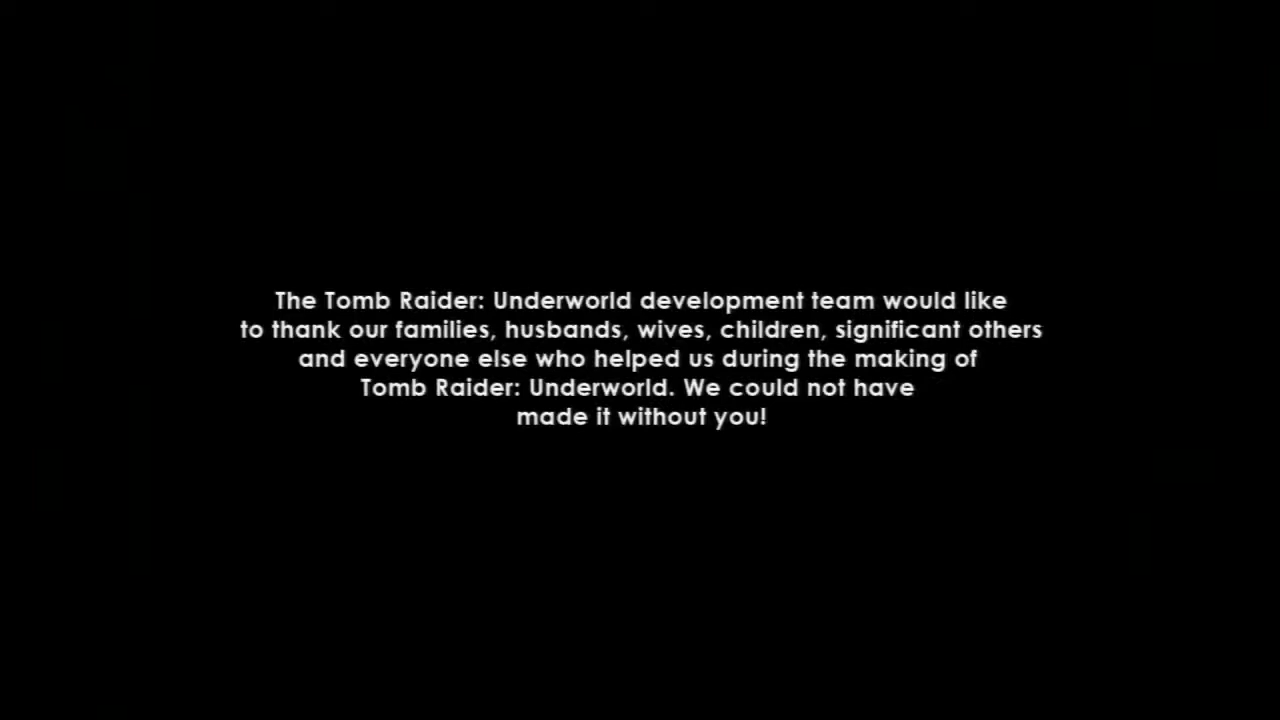 The Tomb Raider: Underworld development team would like
to thank our families, husbands, wives, children, significant others
and everyone else who helped us during the making of
Tomb Raider: Underworld. We could not have
made it without you!